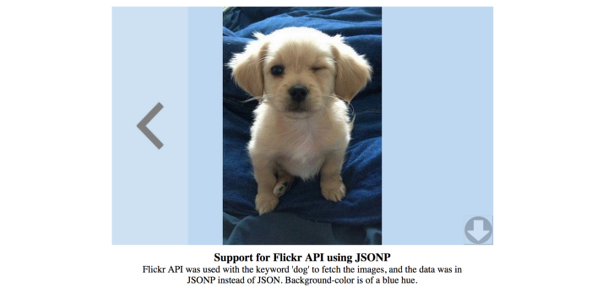 Support for Flickr API using JSONP
Flickr API was used with the keyword 'dog' to fetch the images, and the data was in
JSONP instead of JSON. Background-color is of a blue hue.